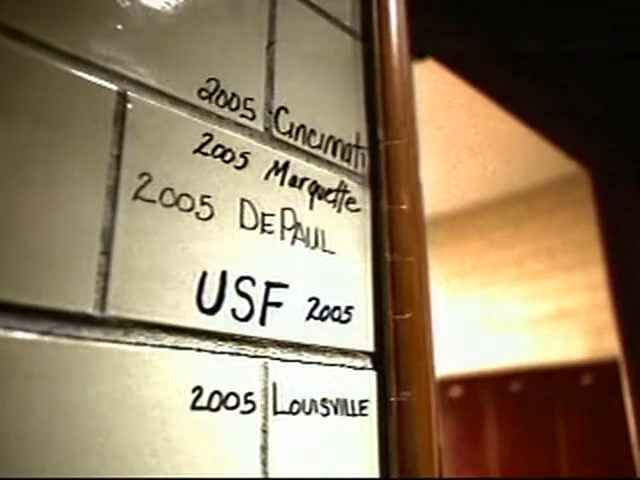 2005 Cincinnati
2005 Marquette
2005 DEPAUL
USF 2005
2005 LOUISVILLE